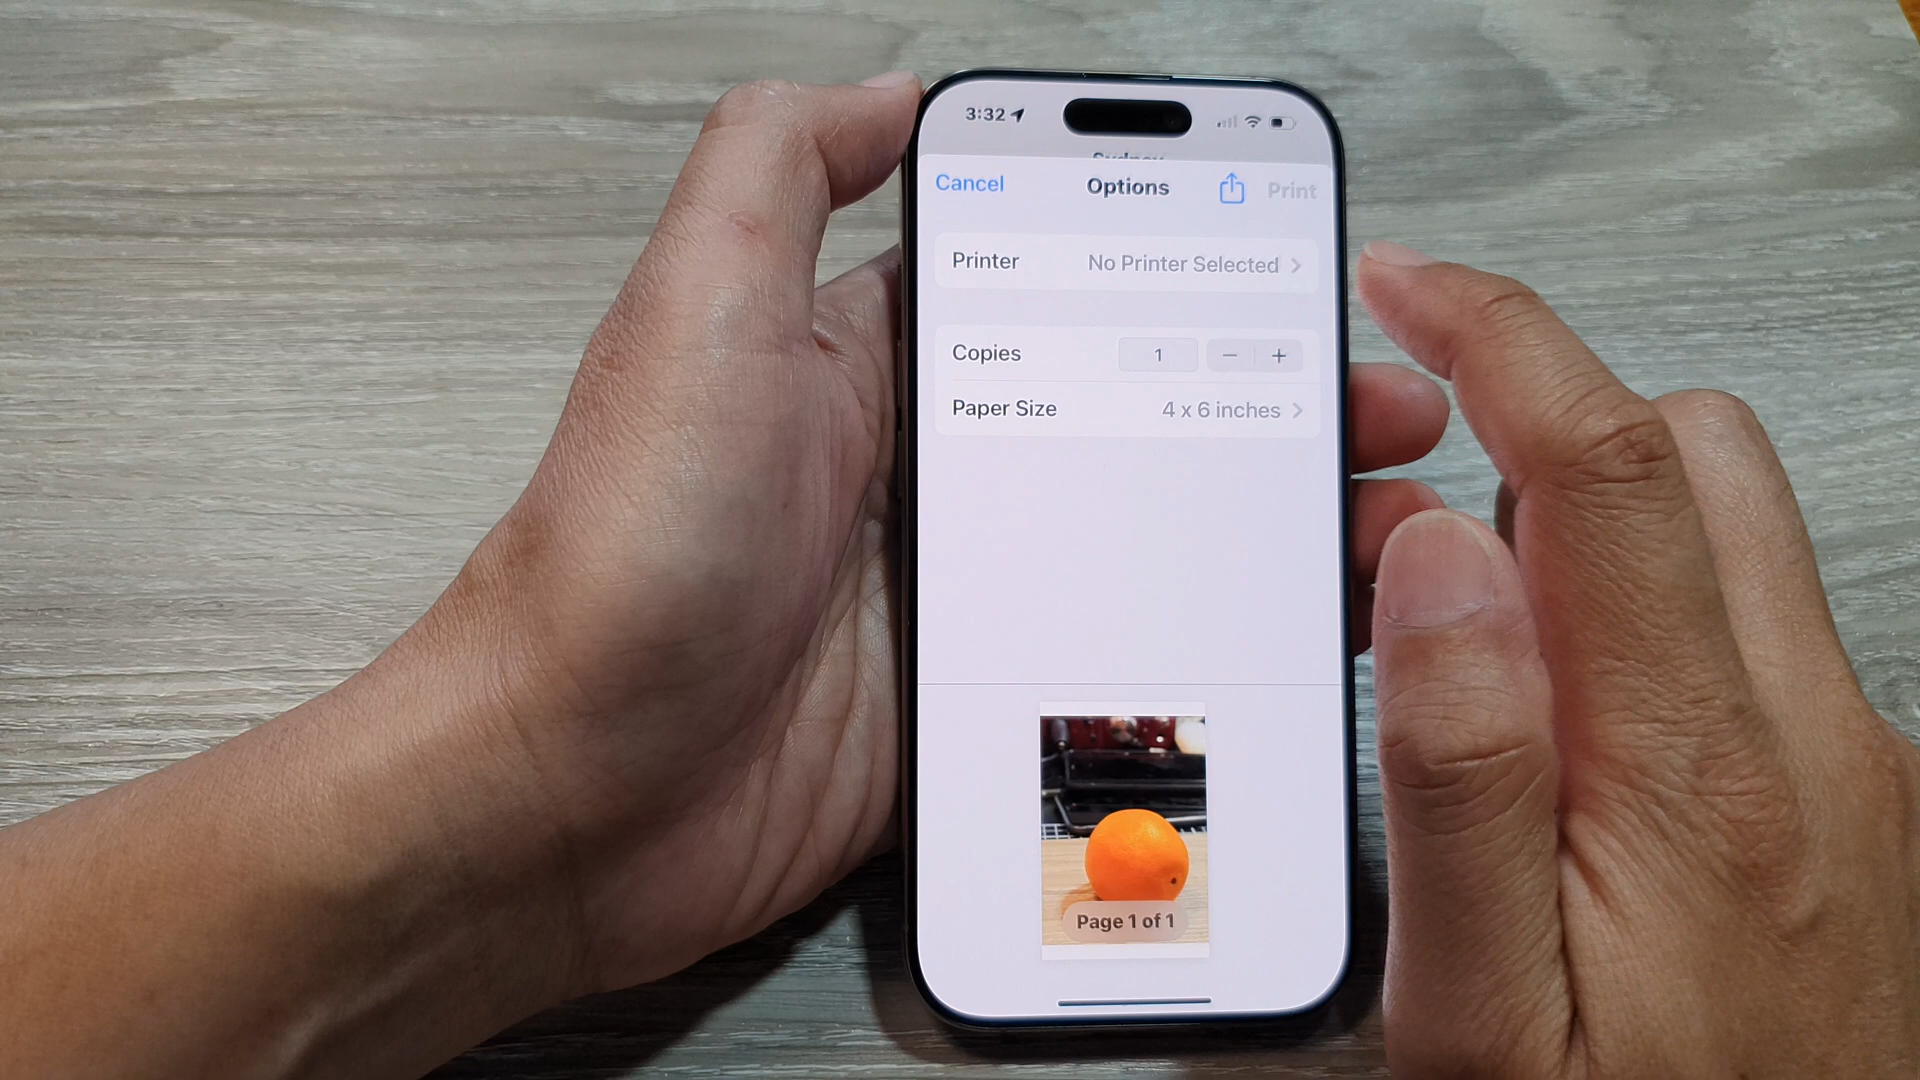 3:32
Sydney
Cancel
Options
Print
Printer
No Printer Selected
Copies
1
Paper Size
4 x 6 inches
Page 1 of 1